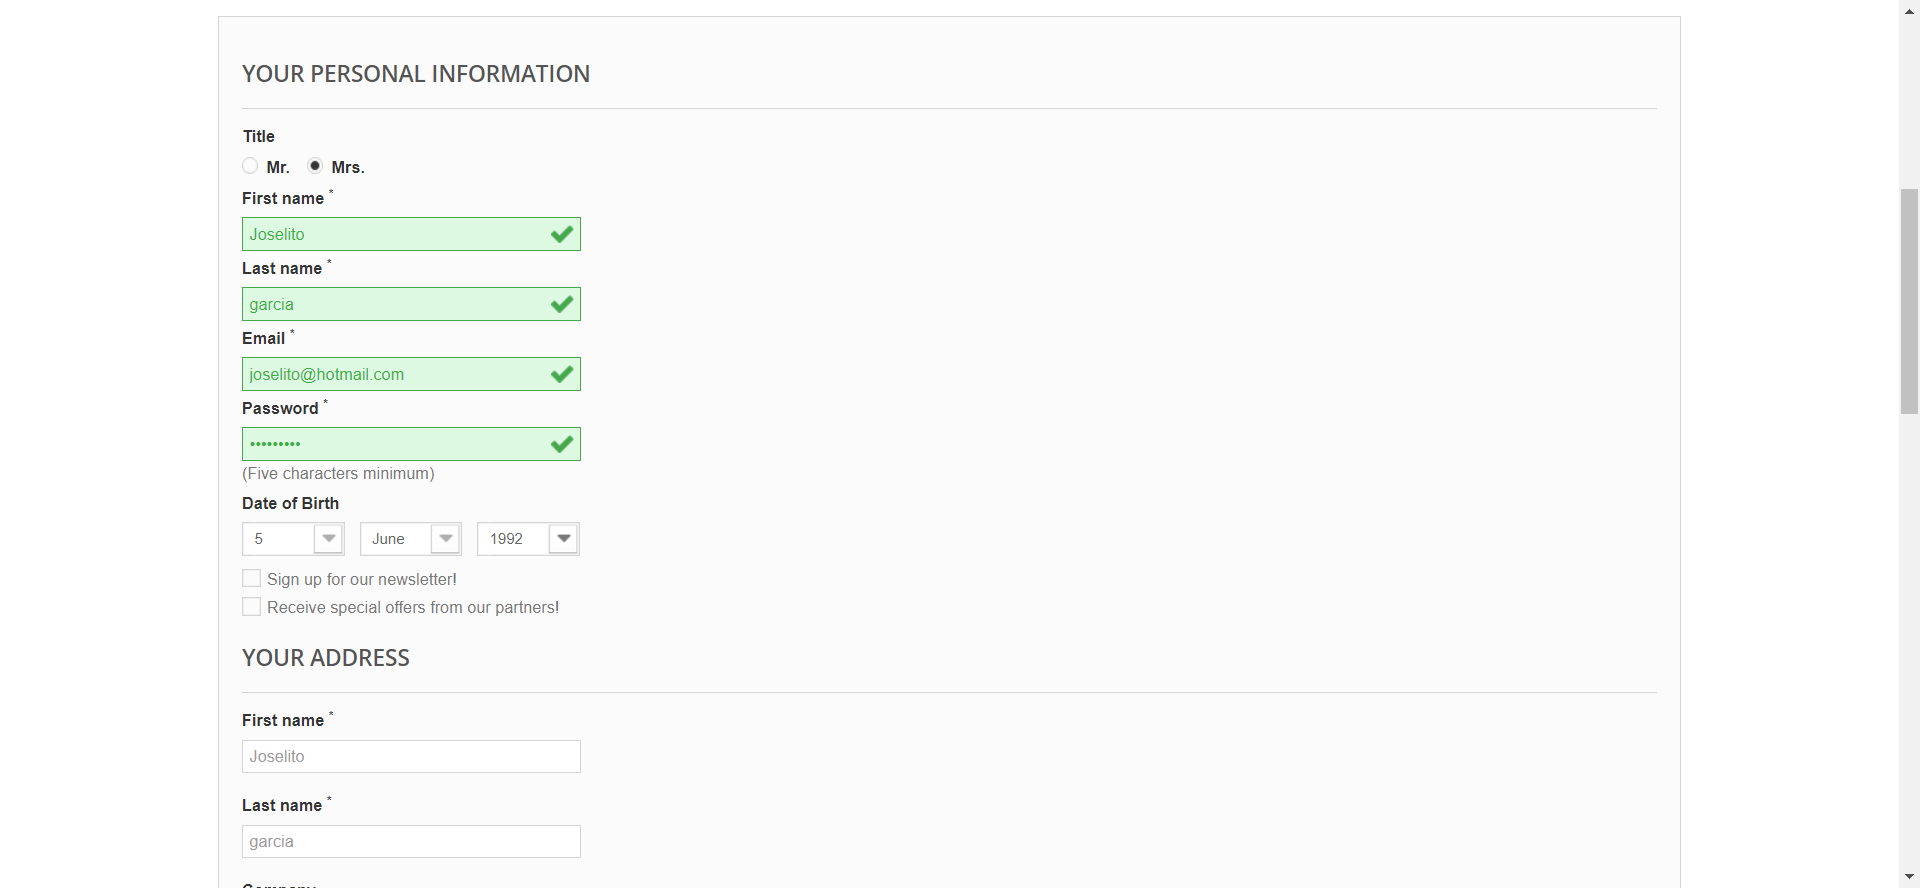 YOUR PERSONAL INFORMATION
Title
Mr. Mrs.
First name *
Joselito
Last name *
garcia
Email *
joselito@hotmail.com
Password *
•••••••••
(Five characters minimum)
Date of Birth
5 June 1992
Sign up for our newsletter!
Receive special offers from our partners!
YOUR ADDRESS
First name *
Joselito
Last name *
garcia